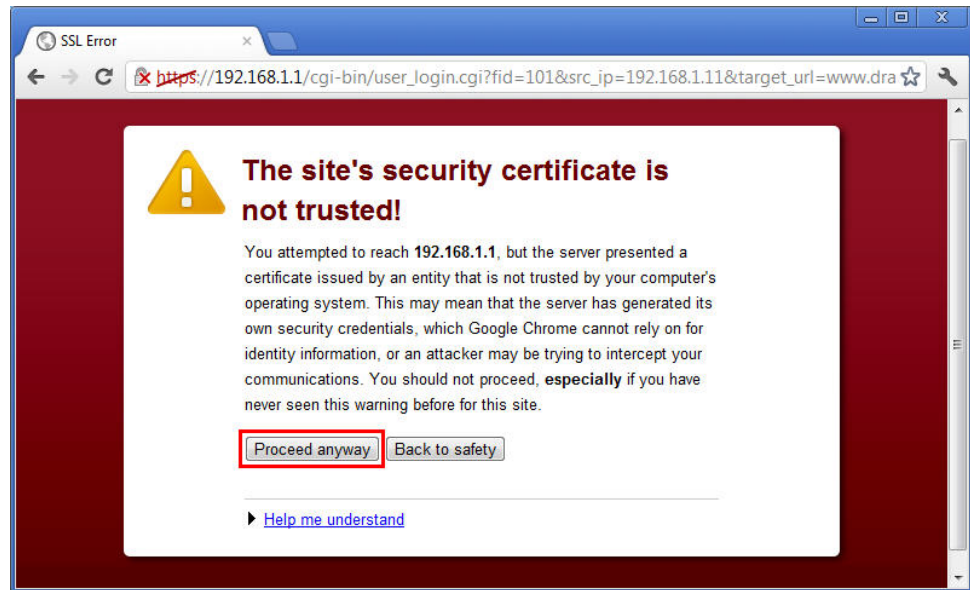 SSL Error
https://192.168.1.1/cgi-bin/user_login.cgi?fid=101&src_ip=192.168.1.11&target_url=www.dra
The site's security certificate is
not trusted!
You attempted to reach 192.168.1.1, but the server presented a
certificate issued by an entity that is not trusted by your computer's
operating system. This may mean that the server has generated its
own security credentials, which Google Chrome cannot rely on for
identity information, or an attacker may be trying to intercept your
communications. You should not proceed, especially if you have
never seen this warning before for this site.
Proceed anyway Back to safety
Help me understand